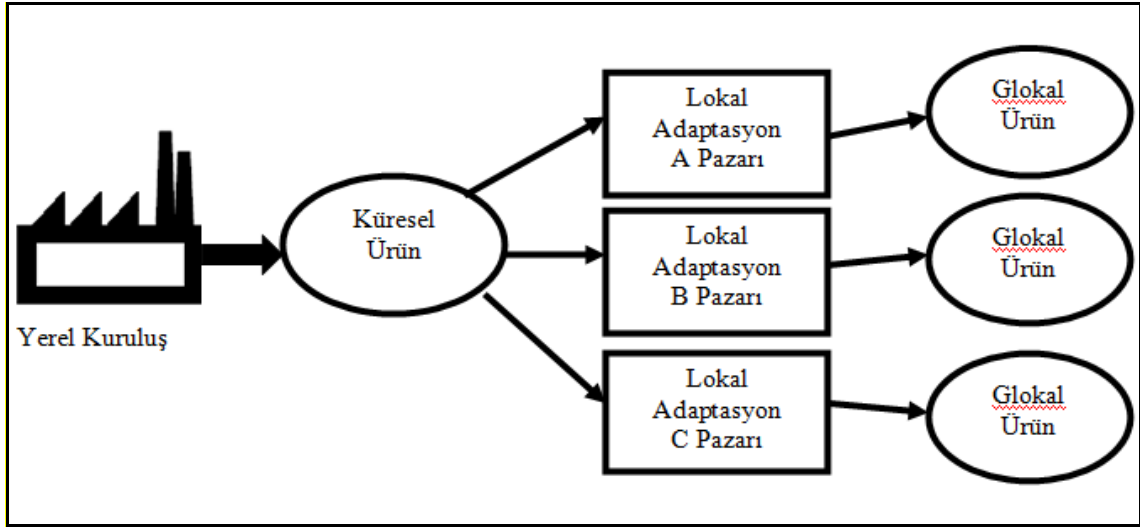 Yerel Kuruluş
Küresel
Ürün
Lokal
Adaptasyon
A Pazarı
Glokal
Ürün
Lokal
Adaptasyon
B Pazarı
Glokal
Ürün
Lokal
Adaptasyon
C Pazarı
Glokal
Ürün